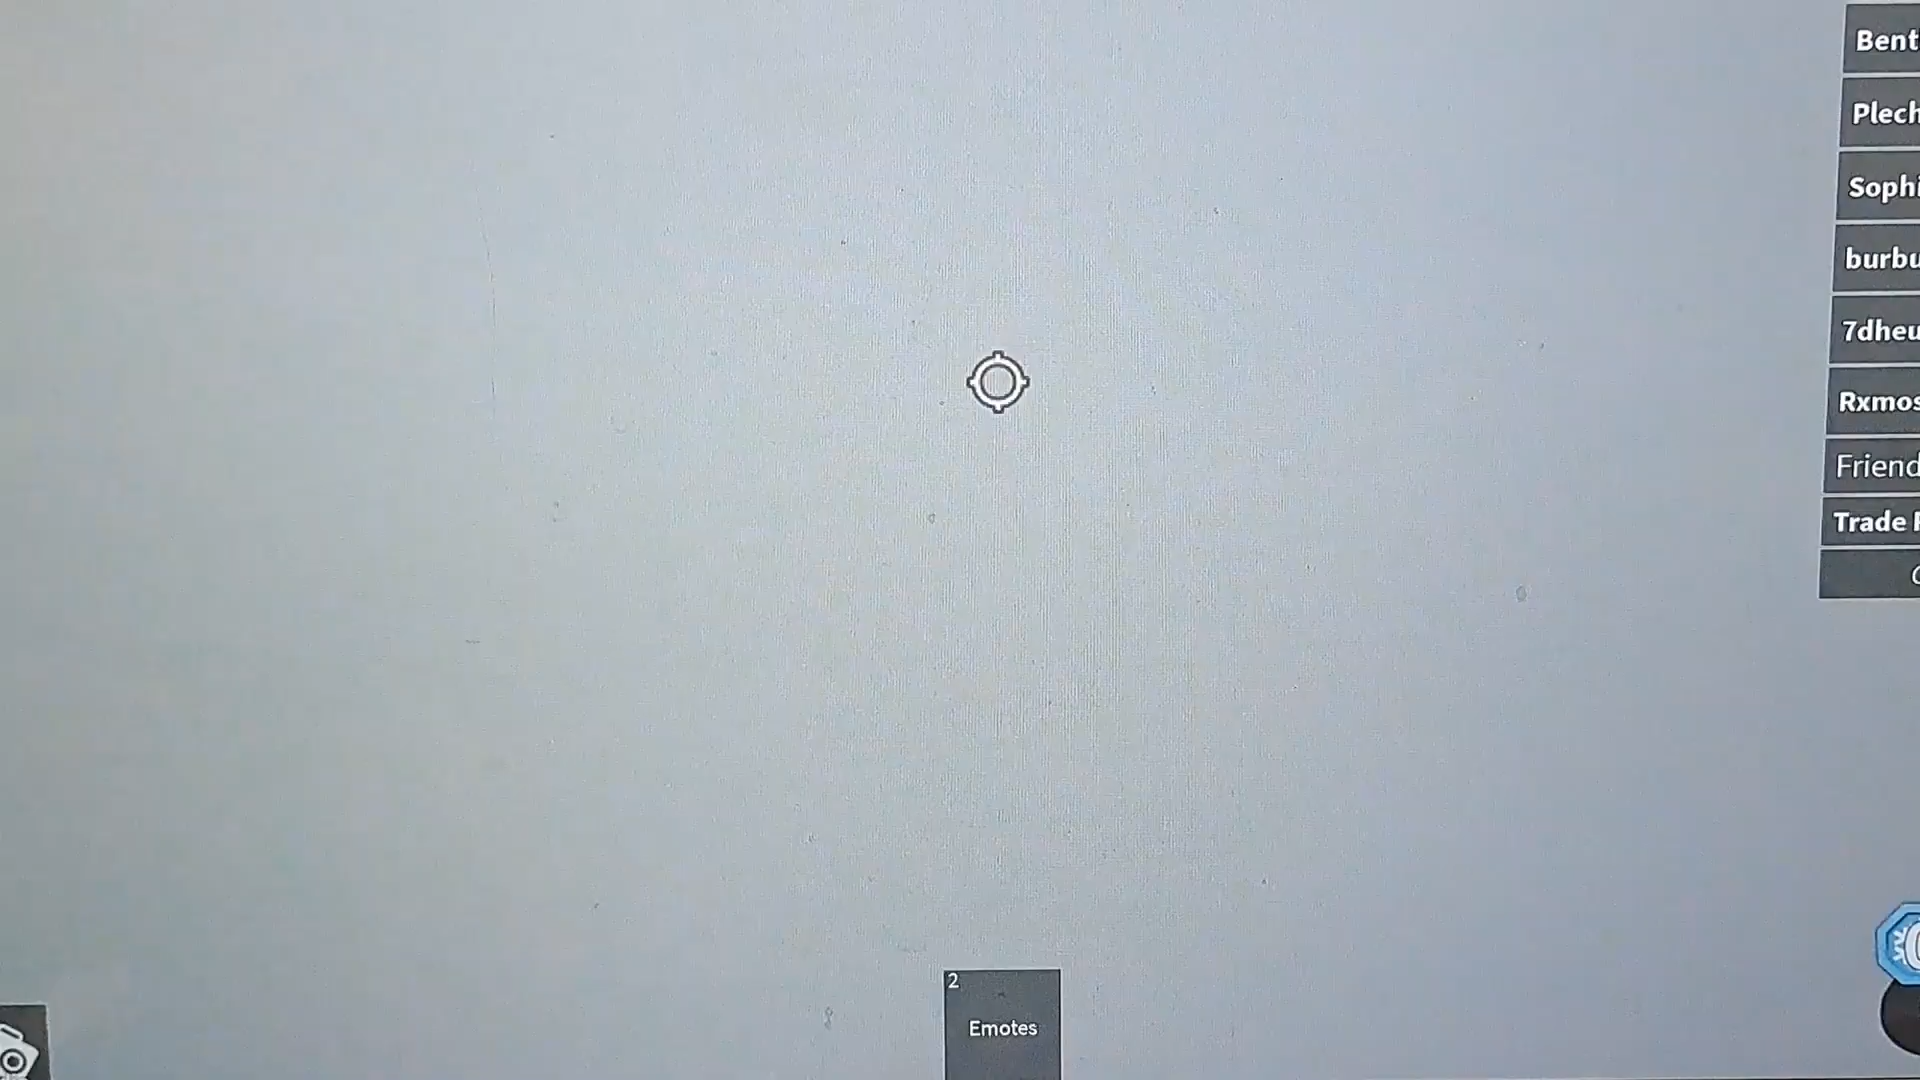 Bent
Plech
Sophi
burbu
7dheu
Rxmos
Friend
Trade
2
Emotes